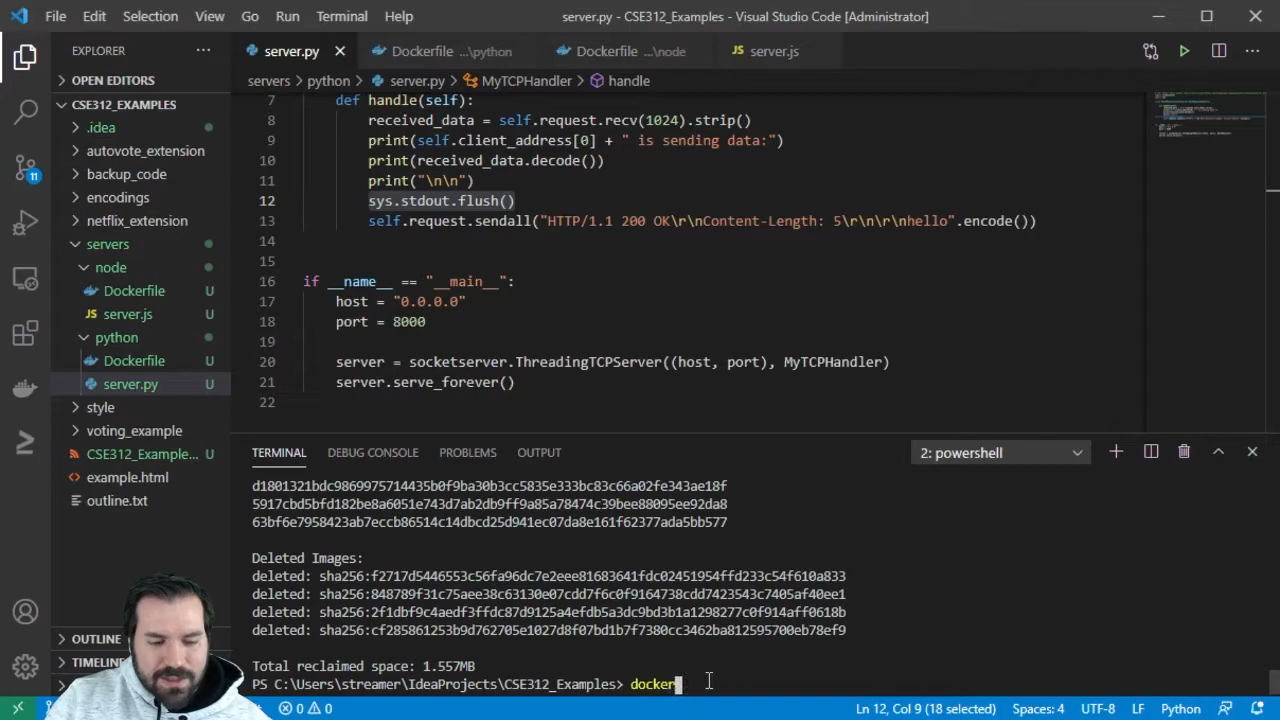 File Edit Selection View Go Run Terminal Help server.py - CSE312_Examples - Visual Studio Code [Administrator]
EXPLORER
server.py Dockerfile ...\python Dockerfile ...\node server.js
OPEN EDITORS
servers > python > server.py > MyTCPHandler > handle
CSE312_EXAMPLES
.idea
autovote_extension
backup_code
encodings
netflix_extension
servers
node
Dockerfile U
server.js U
python
Dockerfile U
server.py U
style
voting_example
CSE312_Example... U
example.html
outline.txt
OUTLINE
TIMELINE
11
7 def handle(self):
8 received_data = self.request.recv(1024).strip()
9 print(self.client_address[0] + " is sending data:")
10 print(received_data.decode())
11 print("\n\n")
12 sys.stdout.flush()
13 self.request.sendall("HTTP/1.1 200 OK\r\nContent-Length: 5\r\n\r\nhello".encode())
14
15
16 if __name__ == "__main__":
17 host = "0.0.0.0"
18 port = 8000
19
20 server = socketserver.ThreadingTCPServer((host, port), MyTCPHandler)
21 server.serve_forever()
22
TERMINAL DEBUG CONSOLE PROBLEMS OUTPUT 2: powershell
d1801321bdc9869975714435b0f9ba30b3cc5835e333bc83c66a02fe343ae18f
5917cbd5bfd182be8a6051e743d7ab2db9ff9a85a78474c39bee88095ee92da8
63bf6e7958423ab7eccb86514c14dbcd25d941ec07da8e161f62377ada5bb577
Deleted Images:
deleted: sha256:f2717d5446553c56fa96dc7e2eee81683641fdc02451954ffd233c54f610a833
deleted: sha256:848789f31c75aee38c63130e07cdd7f6c0f9164738cdd7423543c7405af40ee1
deleted: sha256:2f1dbf9c4aedf3ffdc87d9125a4efdb5a3dc9bd3b1a1298277c0f914aff0618b
deleted: sha256:cf285861253b9d762705e1027d8f07bd1b7f7380cc3462ba812595700eb78ef9
Total reclaimed space: 1.557MB
PS C:\Users\streamer\IdeaProjects\CSE312_Examples> docker
0 0 Ln 12, Col 9 (18 selected) Spaces: 4 UTF-8 LF Python